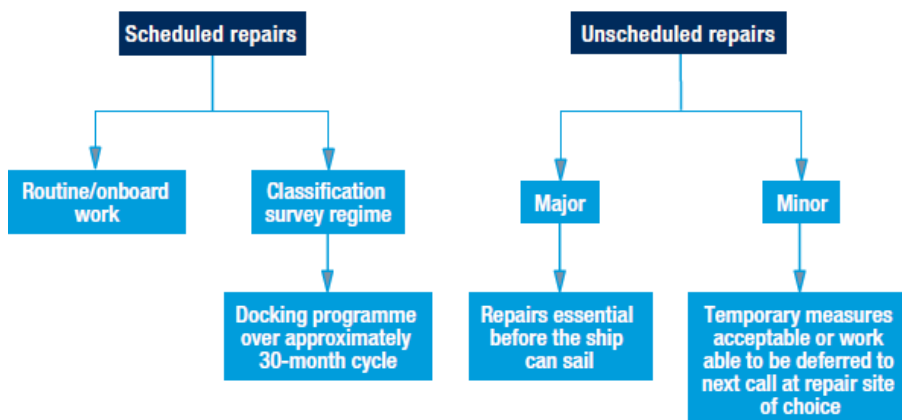 Scheduled repairs
Unscheduled repairs
Routine/onboard
work
Classification
survey regime
Major
Minor
Docking programme
over approximately
30-month cycle
Repairs essential
before the ship
can sail
Temporary measures
acceptable or work
able to be deferred to
next call at repair site
of choice